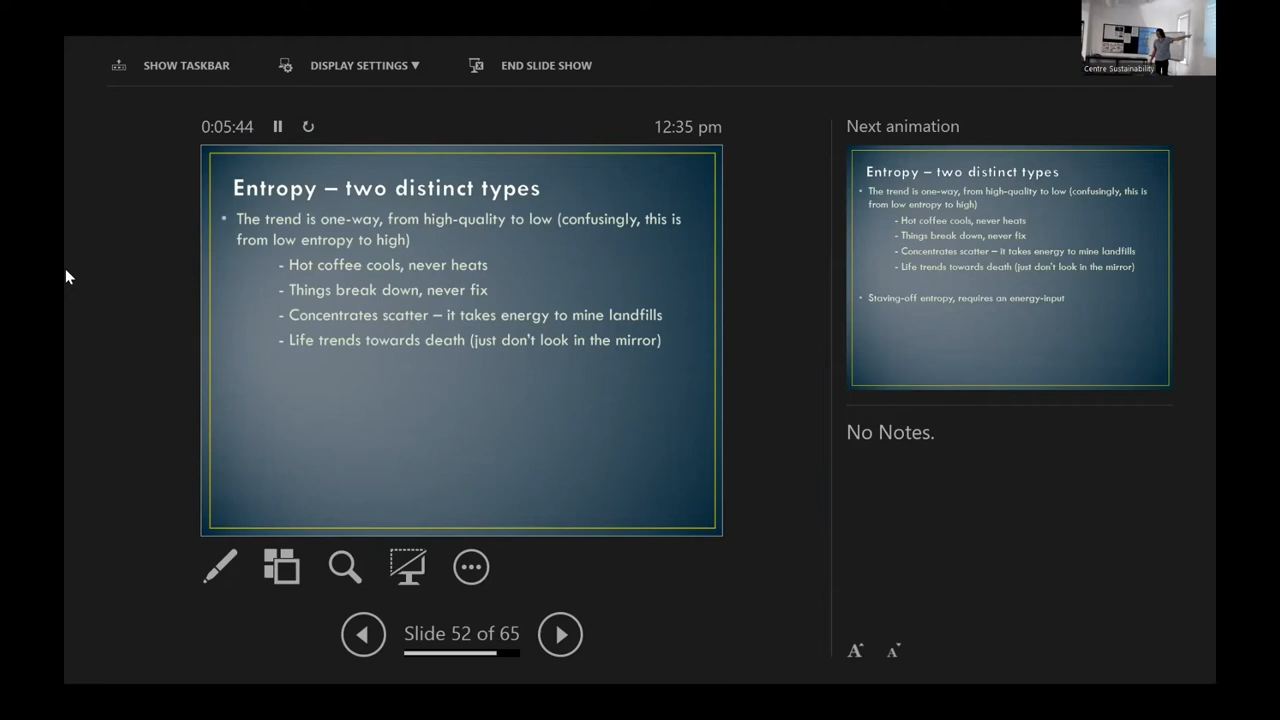 SHOW TASKBAR
DISPLAY SETTINGS ▼
END SLIDE SHOW
Centre Sustainability
0:05:44
12:35 pm
Entropy – two distinct types
• The trend is one-way, from high-quality to low (confusingly, this is
from low entropy to high)
- Hot coffee cools, never heats
- Things break down, never fix
- Concentrates scatter – it takes energy to mine landfills
- Life trends towards death (just don't look in the mirror)
Slide 52 of 65
Next animation
Entropy – two distinct types
• The trend is one-way, from high-quality to low (confusingly, this is
from low entropy to high)
- Hot coffee cools, never heats
- Things break down, never fix
- Concentrates scatter – it takes energy to mine landfills
- Life trends towards death (just don't look in the mirror)
• Staving-off entropy, requires an energy-input
No Notes.
A A